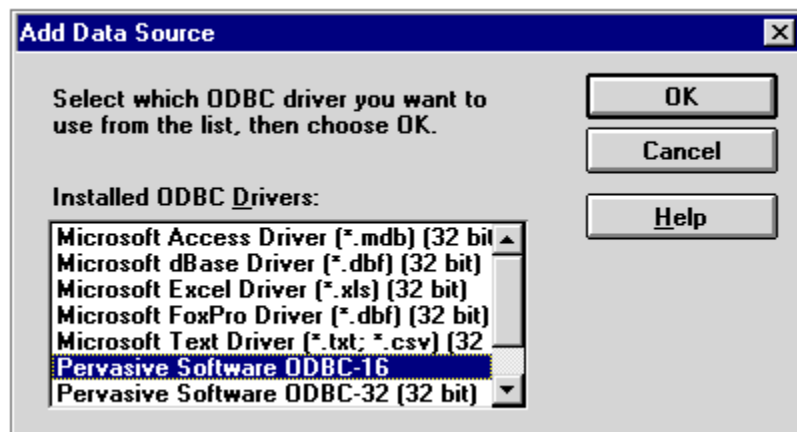 Add Data Source
Select which ODBC driver you want to
use from the list, then choose OK.
OK
Cancel
Help
Installed ODBC Drivers:
Microsoft Access Driver (*.mdb) (32 bit
Microsoft dBase Driver (*.dbf) (32 bit)
Microsoft Excel Driver (*.xls) (32 bit)
Microsoft FoxPro Driver (*.dbf) (32 bit)
Microsoft Text Driver (*.txt; *.csv) (32
Pervasive Software ODBC-16
Pervasive Software ODBC-32 (32 bit)